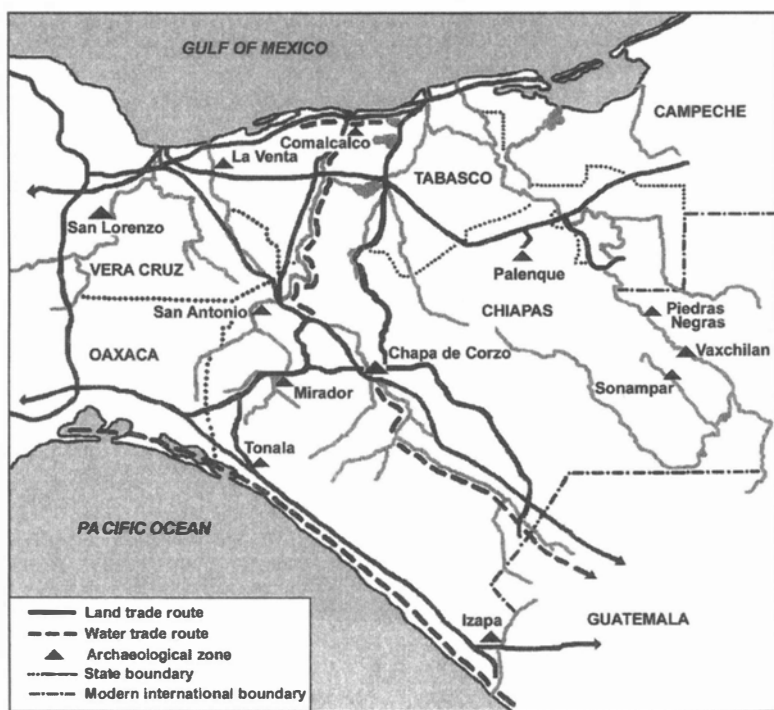 GULF OF MEXICO
CAMPECHE
Comalcalco
La Venta
TABASCO
San Lorenzo
VERA CRUZ
Palenque
San Antonio
CHIAPAS
Piedras
Negras
OAXACA
Chapa de Corzo
Vaxchilan
Mirador
Sonampar
Tonala
PACIFIC OCEAN
Land trade route
Water trade route
Archaeological zone
State boundary
Modern international boundary
Izapa
GUATEMALA